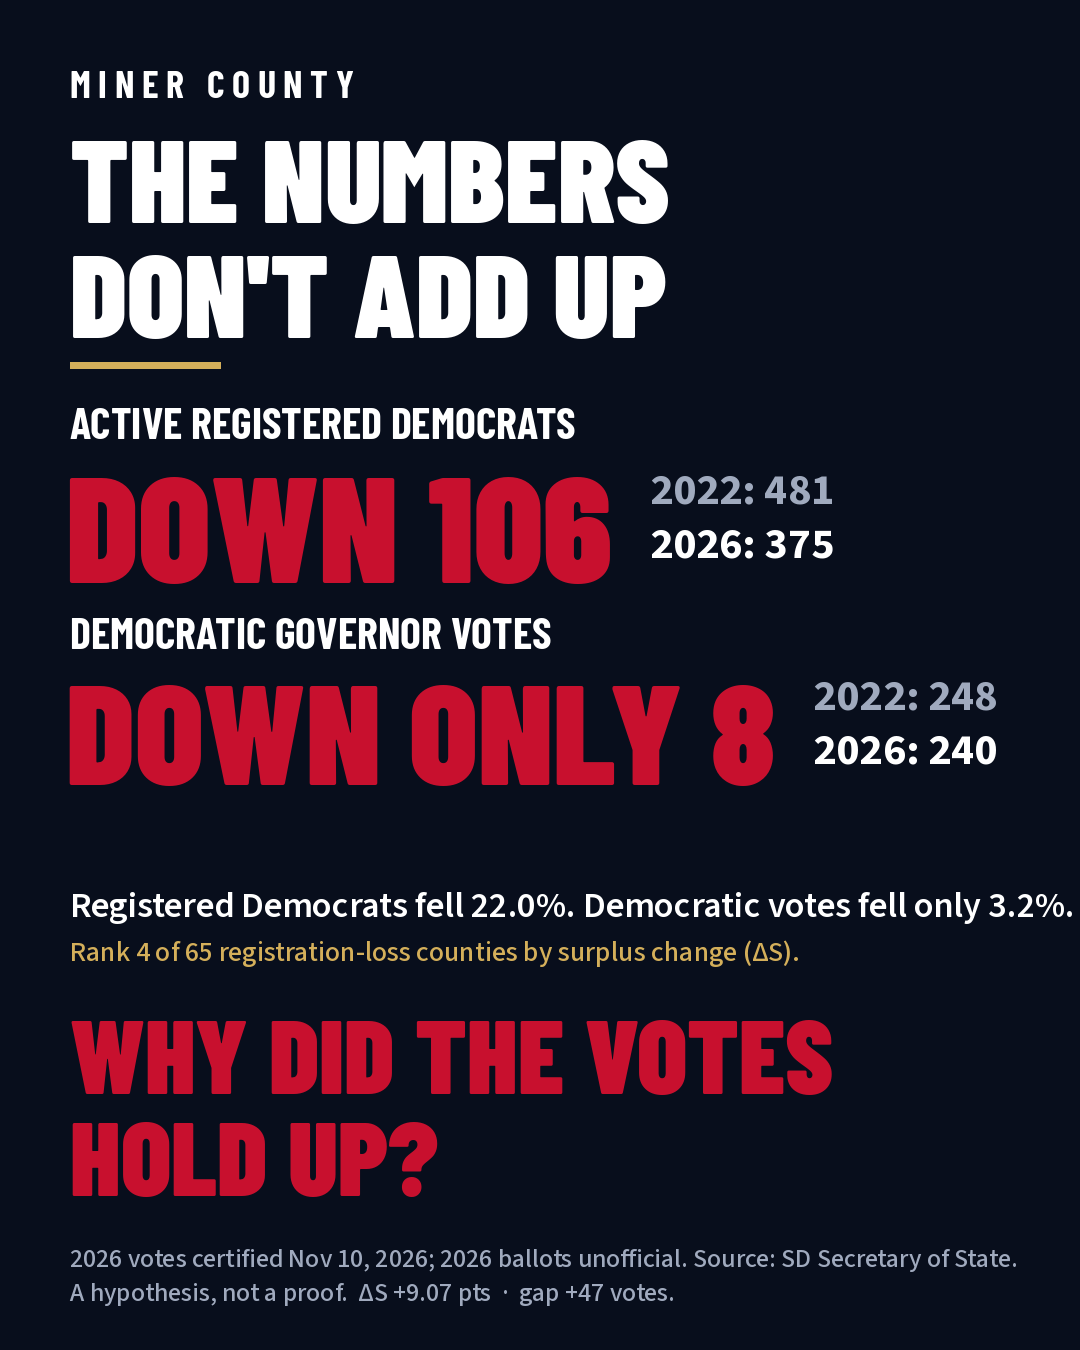 MINER COUNTY
THE NUMBERS
DON'T ADD UP
ACTIVE REGISTERED DEMOCRATS
DOWN 106
2022: 481
2026: 375
DEMOCRATIC GOVERNOR VOTES
DOWN ONLY 8
2022: 248
2026: 240
Registered Democrats fell 22.0%. Democratic votes fell only 3.2%.
Rank 4 of 65 registration-loss counties by surplus change (ΔS).
WHY DID THE VOTES
HOLD UP?
2026 votes certified Nov 10, 2026; 2026 ballots unofficial. Source: SD Secretary of State.
A hypothesis, not a proof. ΔS +9.07 pts · gap +47 votes.